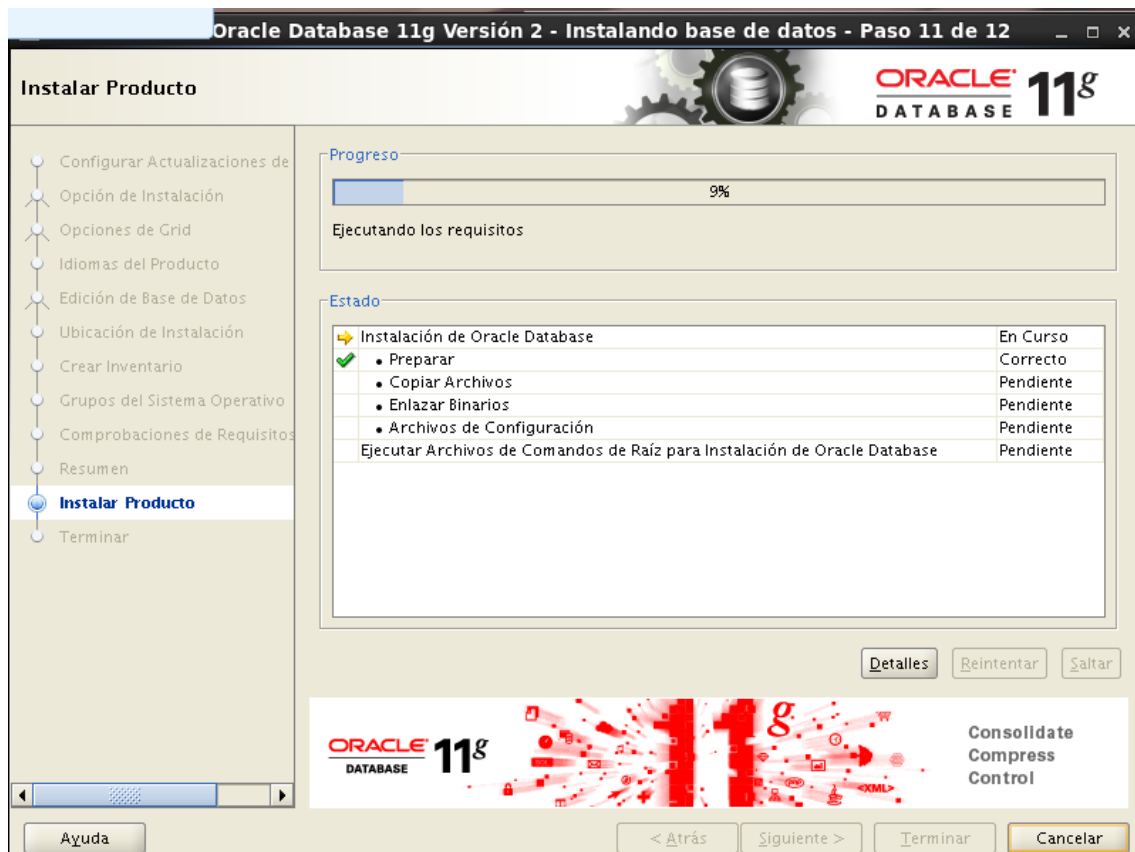 Oracle Database 11g Versión 2 - Instalando base de datos - Paso 11 de 12
Instalar Producto
ORACLE DATABASE 11g
Configurar Actualizaciones de
Opción de Instalación
Opciones de Grid
Idiomas del Producto
Edición de Base de Datos
Ubicación de Instalación
Crear Inventario
Grupos del Sistema Operativo
Comprobaciones de Requisitos
Resumen
Instalar Producto
Terminar
Progreso
9%
Ejecutando los requisitos
Estado
Instalación de Oracle Database En Curso
• Preparar Correcto
• Copiar Archivos Pendiente
• Enlazar Binarios Pendiente
• Archivos de Configuración Pendiente
Ejecutar Archivos de Comandos de Raíz para Instalación de Oracle Database Pendiente
Detalles Reintentar Saltar
ORACLE DATABASE 11g
11g
<XML>
Consolidate
Compress
Control
Ayuda < Atrás Siguiente > Terminar Cancelar